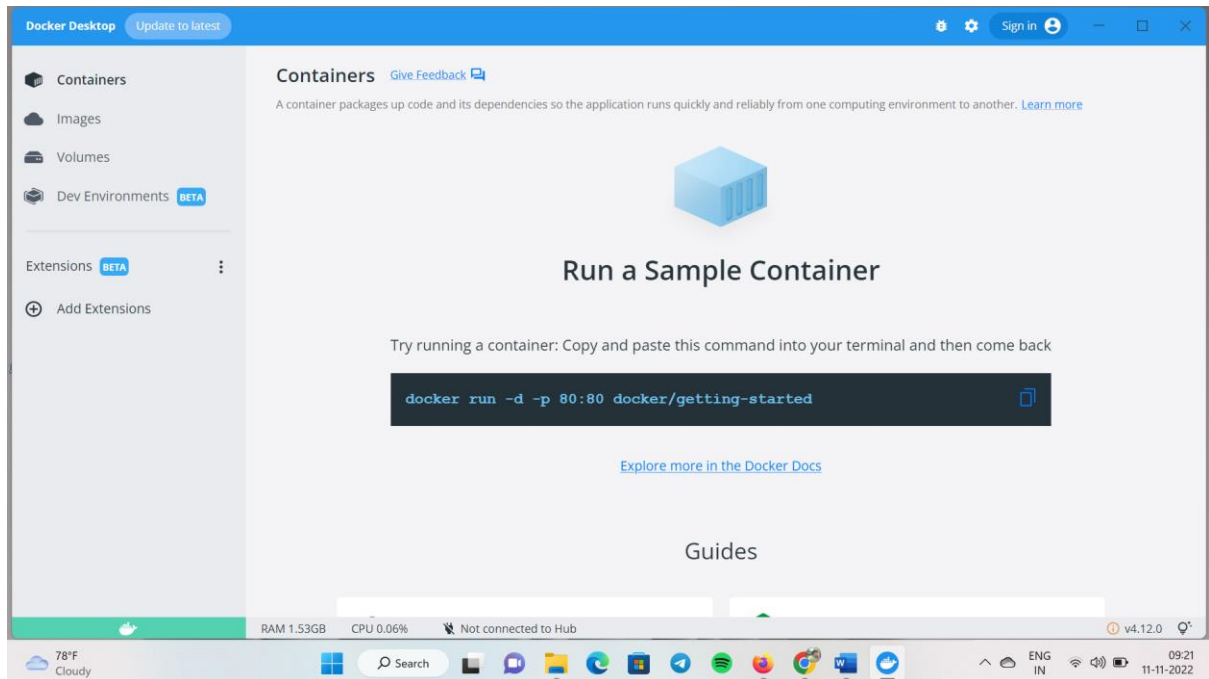 Docker Desktop Update to latest Sign in
Containers
Images
Volumes
Dev Environments BETA
Extensions BETA
Add Extensions
Containers Give Feedback
A container packages up code and its dependencies so the application runs quickly and reliably from one computing environment to another. Learn more
Run a Sample Container
Try running a container: Copy and paste this command into your terminal and then come back
docker run -d -p 80:80 docker/getting-started
Explore more in the Docker Docs
Guides
RAM 1.53GB CPU 0.06% Not connected to Hub v4.12.0
78°F
Cloudy
Search
ENG
IN
09:21
11-11-2022